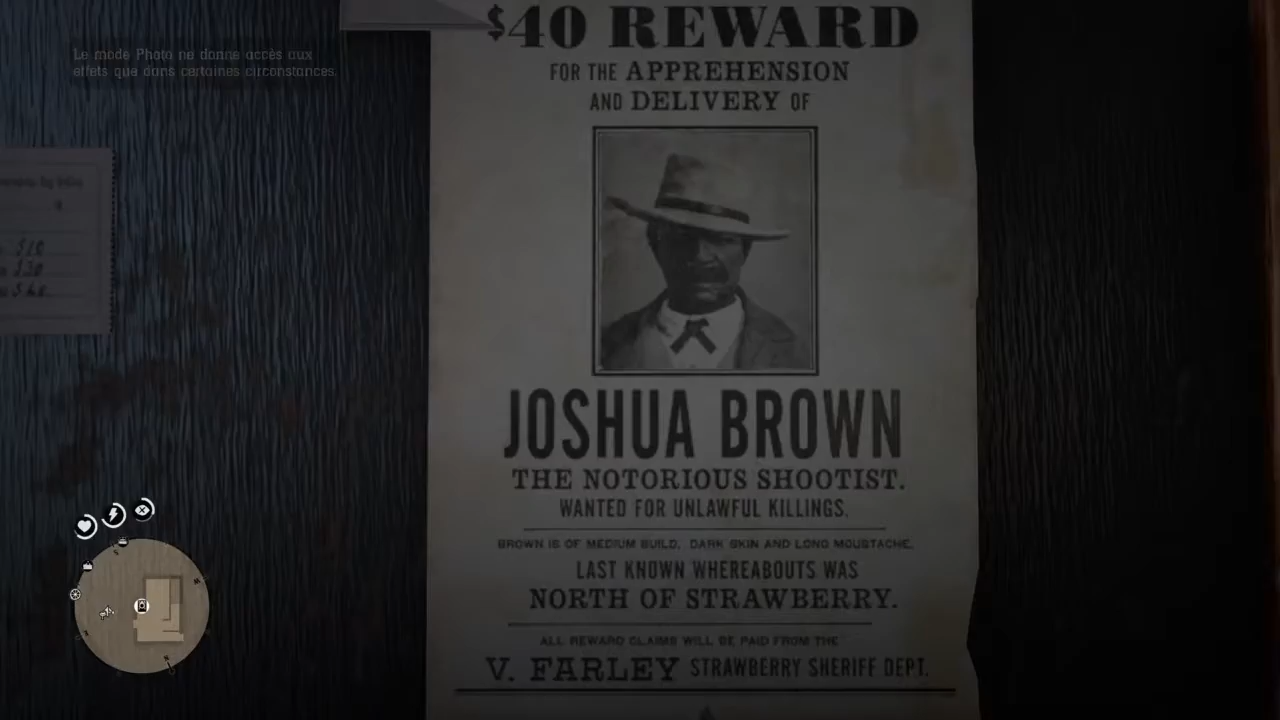 Le mode Photo ne donne accès aux
effets que dans certaines circonstances.
$40 REWARD
FOR THE APPREHENSION
AND DELIVERY OF
JOSHUA BROWN
THE NOTORIOUS SHOOTIST.
WANTED FOR UNLAWFUL KILLINGS.
BROWN IS OF MEDIUM BUILD, DARK SKIN AND LONG MOUSTACHE.
LAST KNOWN WHEREABOUTS WAS
NORTH OF STRAWBERRY.
ALL REWARD CLAIMS WILL BE PAID FROM THE
V. FARLEY STRAWBERRY SHERIFF DEPT.
$10
$30